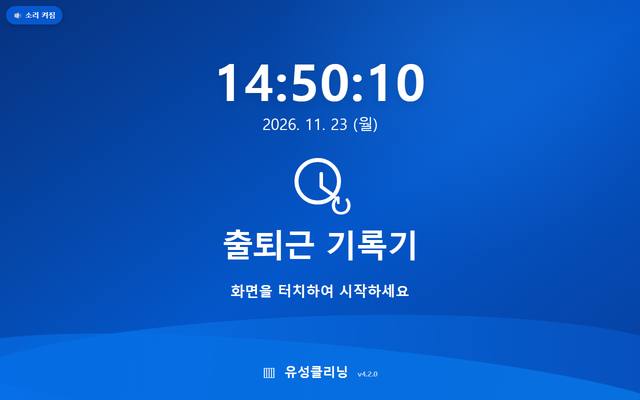 소리 켜짐
14:50:10
2026. 11. 23 (월)
출퇴근 기록기
화면을 터치하여 시작하세요
유성클리닝 v4.2.0